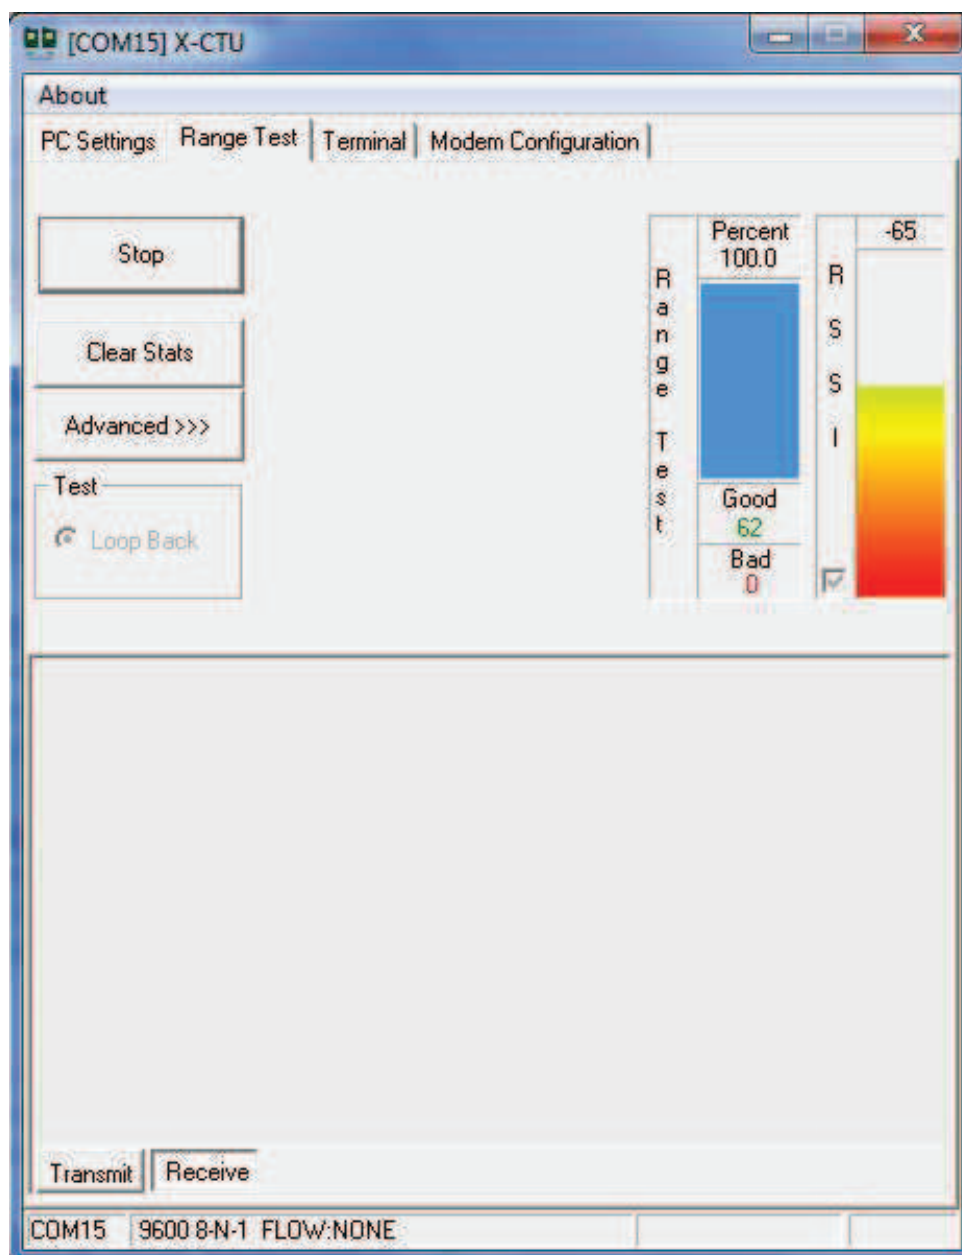 [COM15] X-CTU
About
PC Settings Range Test Terminal Modem Configuration
Stop
Clear Stats
Advanced >>>
Test
Loop Back
Range Test
Percent
100.0
Good
62
Bad
0
RSSI
-65
Transmit Receive
COM15 9600 8-N-1 FLOW:NONE